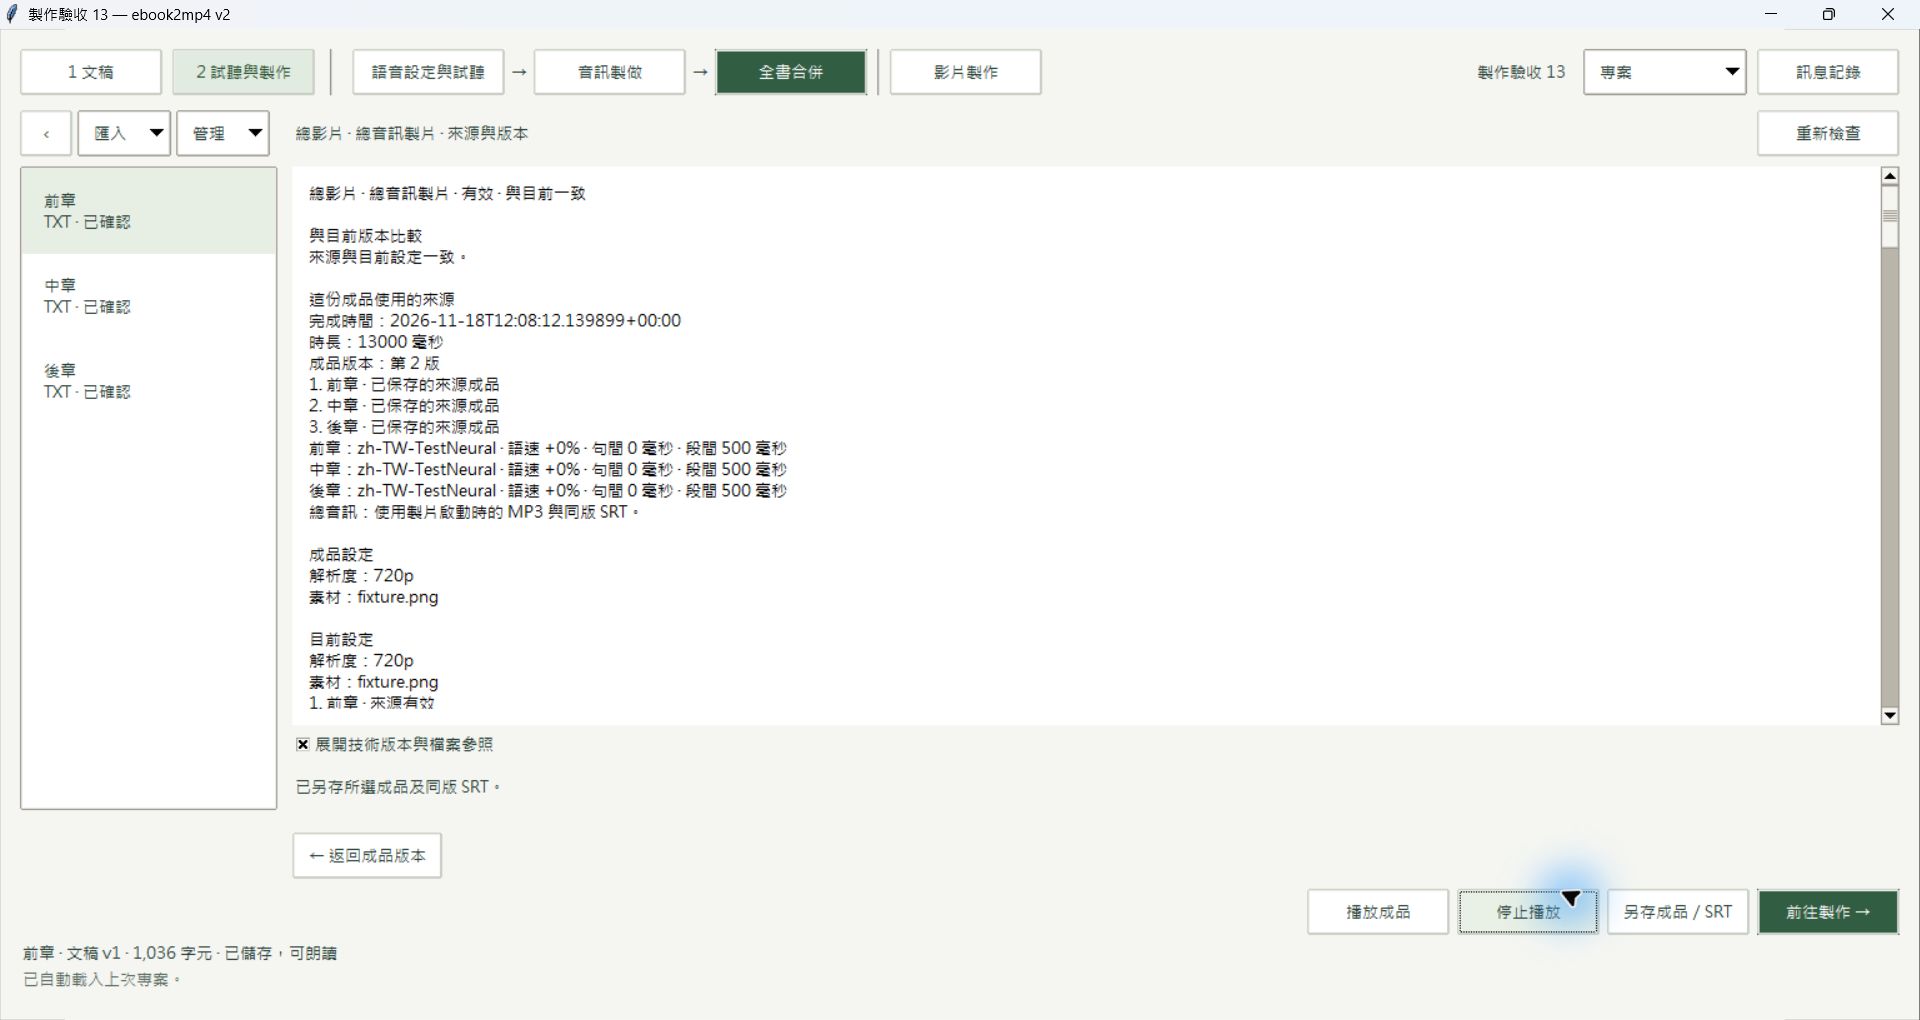 製作驗收 13 — ebook2mp4 v2
1 文稿
2 試聽與製作
語音設定與試聽
→
音訊製做
→
全書合併
影片製作
製作驗收 13
專案
訊息記錄
‹
匯入
管理
總影片 · 總音訊製片 · 來源與版本
重新檢查
前章
TXT · 已確認
中章
TXT · 已確認
後章
TXT · 已確認
總影片 · 總音訊製片 · 有效 · 與目前一致
與目前版本比較
來源與目前設定一致。
這份成品使用的來源
完成時間：2026-11-18T12:08:12.139899+00:00
時長：13000 毫秒
成品版本：第 2 版
1. 前章 · 已保存的來源成品
2. 中章 · 已保存的來源成品
3. 後章 · 已保存的來源成品
前章：zh-TW-TestNeural · 語速 +0% · 句間 0 毫秒 · 段間 500 毫秒
中章：zh-TW-TestNeural · 語速 +0% · 句間 0 毫秒 · 段間 500 毫秒
後章：zh-TW-TestNeural · 語速 +0% · 句間 0 毫秒 · 段間 500 毫秒
總音訊：使用製片啟動時的 MP3 與同版 SRT。
成品設定
解析度：720p
素材：fixture.png
目前設定
解析度：720p
素材：fixture.png
1. 前章 · 來源有效
展開技術版本與檔案參照
已另存所選成品及同版 SRT。
← 返回成品版本
播放成品
停止播放
另存成品 / SRT
前往製作 →
前章 · 文稿 v1 · 1,036 字元 · 已儲存，可朗讀
已自動載入上次專案。